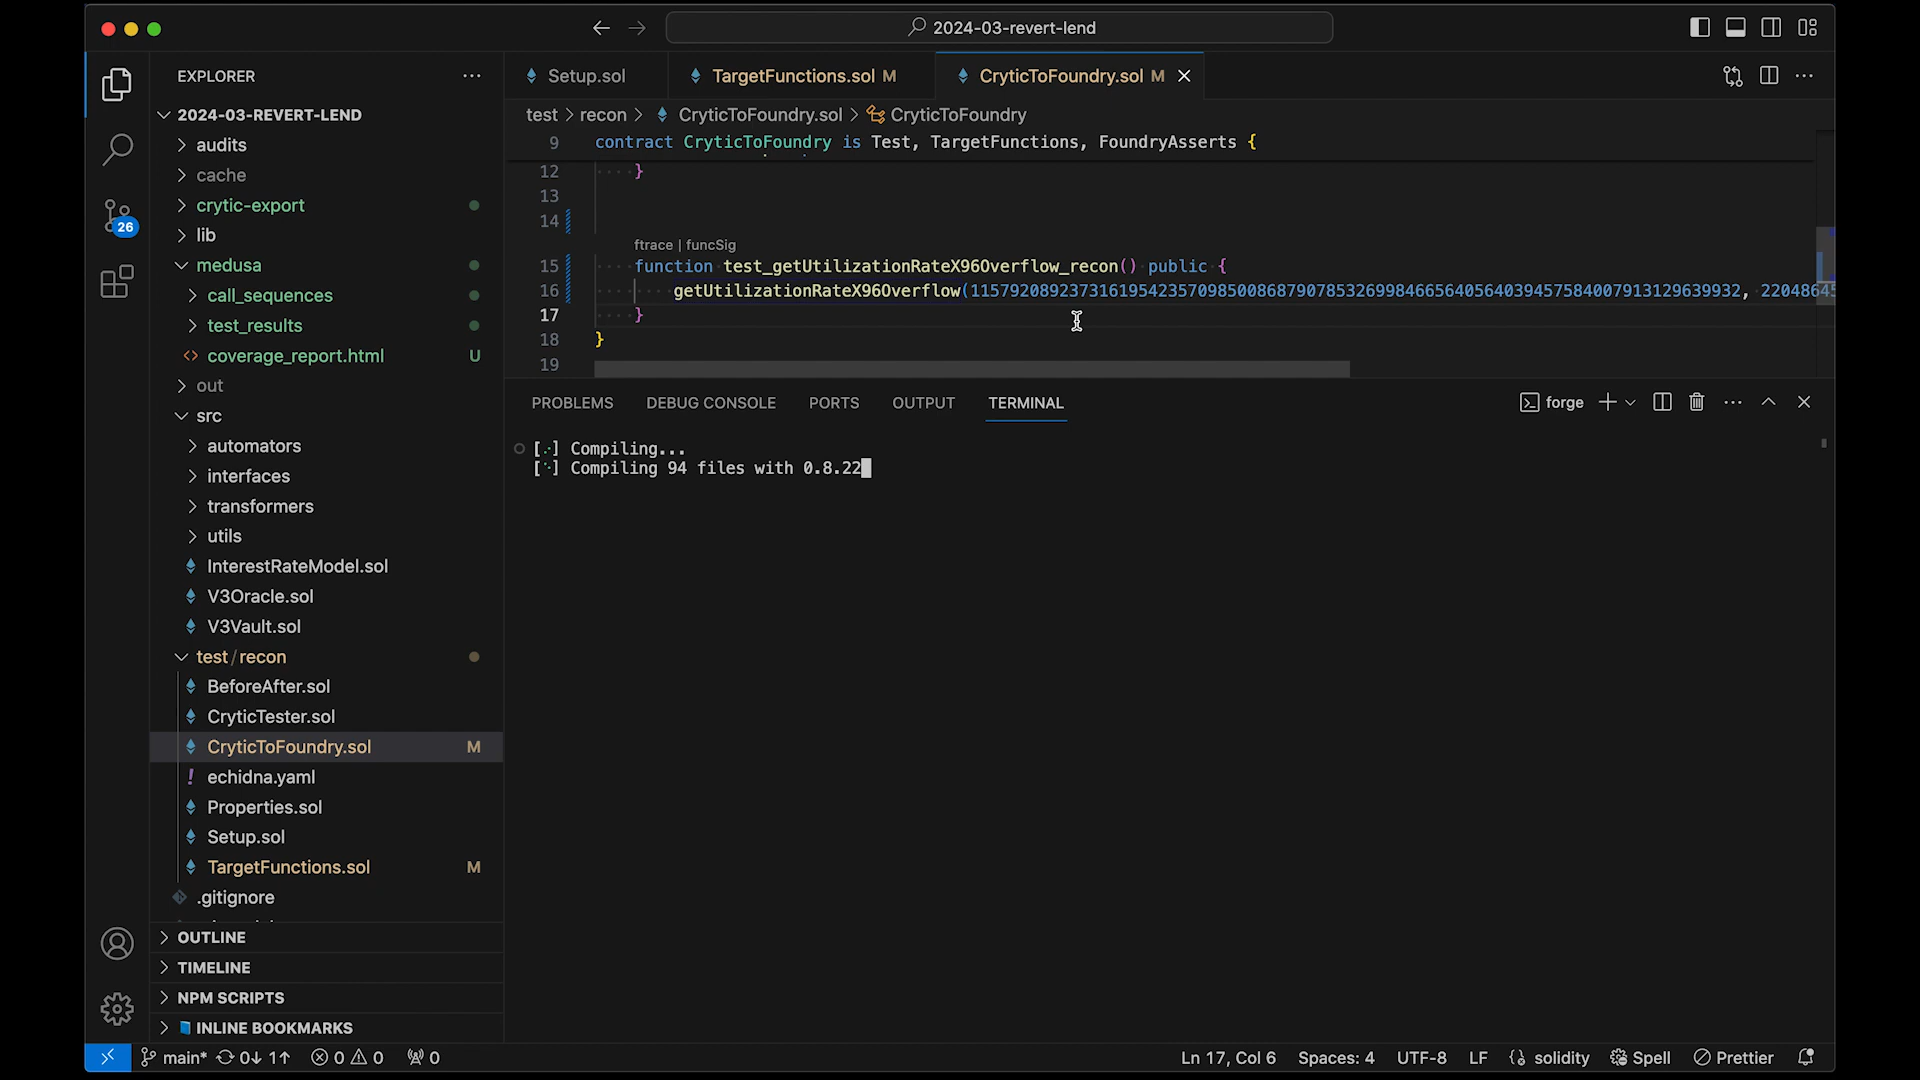 2024-03-revert-lend
EXPLORER
2024-03-REVERT-LEND
audits
cache
crytic-export
lib
medusa
call_sequences
test_results
coverage_report.html U
out
src
automators
interfaces
transformers
utils
InterestRateModel.sol
V3Oracle.sol
V3Vault.sol
test/recon
BeforeAfter.sol
CryticTester.sol
CryticToFoundry.sol M
echidna.yaml
Properties.sol
Setup.sol
TargetFunctions.sol M
.gitignore
OUTLINE
TIMELINE
NPM SCRIPTS
INLINE BOOKMARKS
26
Setup.sol TargetFunctions.sol M CryticToFoundry.sol M
test > recon > CryticToFoundry.sol > CryticToFoundry
9 contract CryticToFoundry is Test, TargetFunctions, FoundryAsserts {
12 }
13
14
ftrace | funcSig
15 function test_getUtilizationRateX96Overflow_recon() public {
16 getUtilizationRateX96Overflow(115792089237316195423570985008687907853269984665640564039457584007913129639932, 2204864
17 }
18 }
19
PROBLEMS DEBUG CONSOLE PORTS OUTPUT TERMINAL forge
[⠔] Compiling...
[⠑] Compiling 94 files with 0.8.22
main* 0↓ 1↑ 0 0 0 Ln 17, Col 6 Spaces: 4 UTF-8 LF solidity Spell Prettier